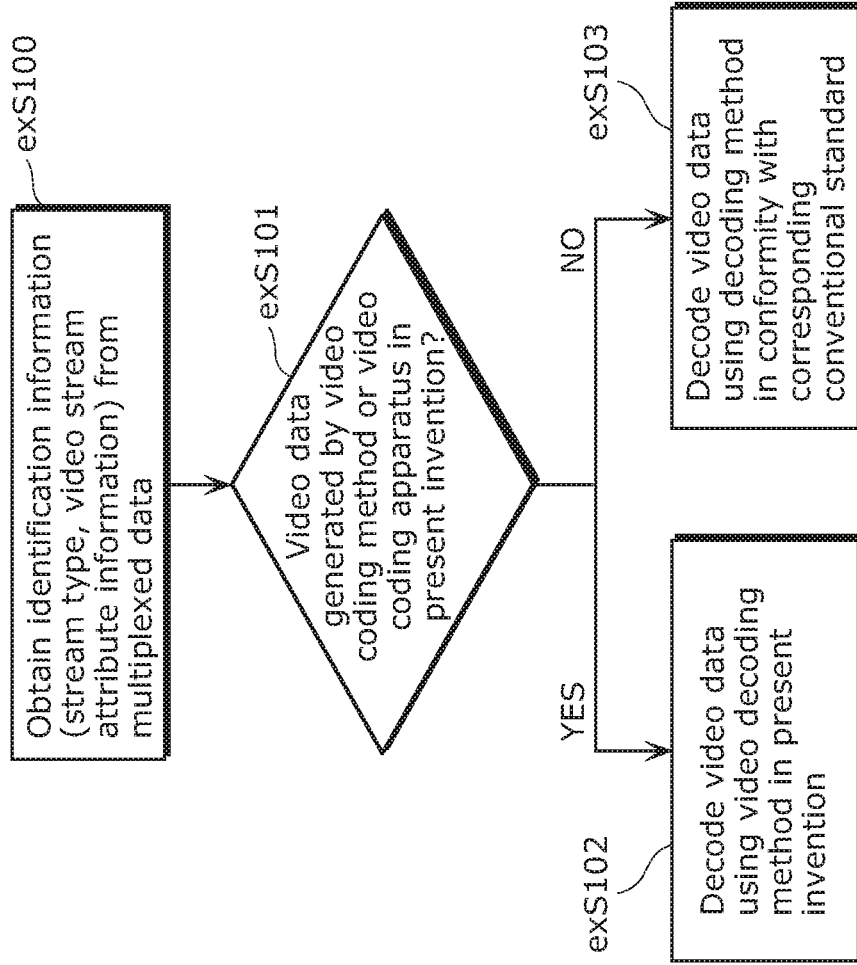 exS100
Obtain identification information
(stream type, video stream
attribute information) from
multiplexed data
exS101
Video data
generated by video
coding method or video
coding apparatus in
present invention?
YES
NO
exS102
Decode video data
using video decoding
method in present
invention
exS103
Decode video data
using decoding method
in conformity with
corresponding
conventional standard